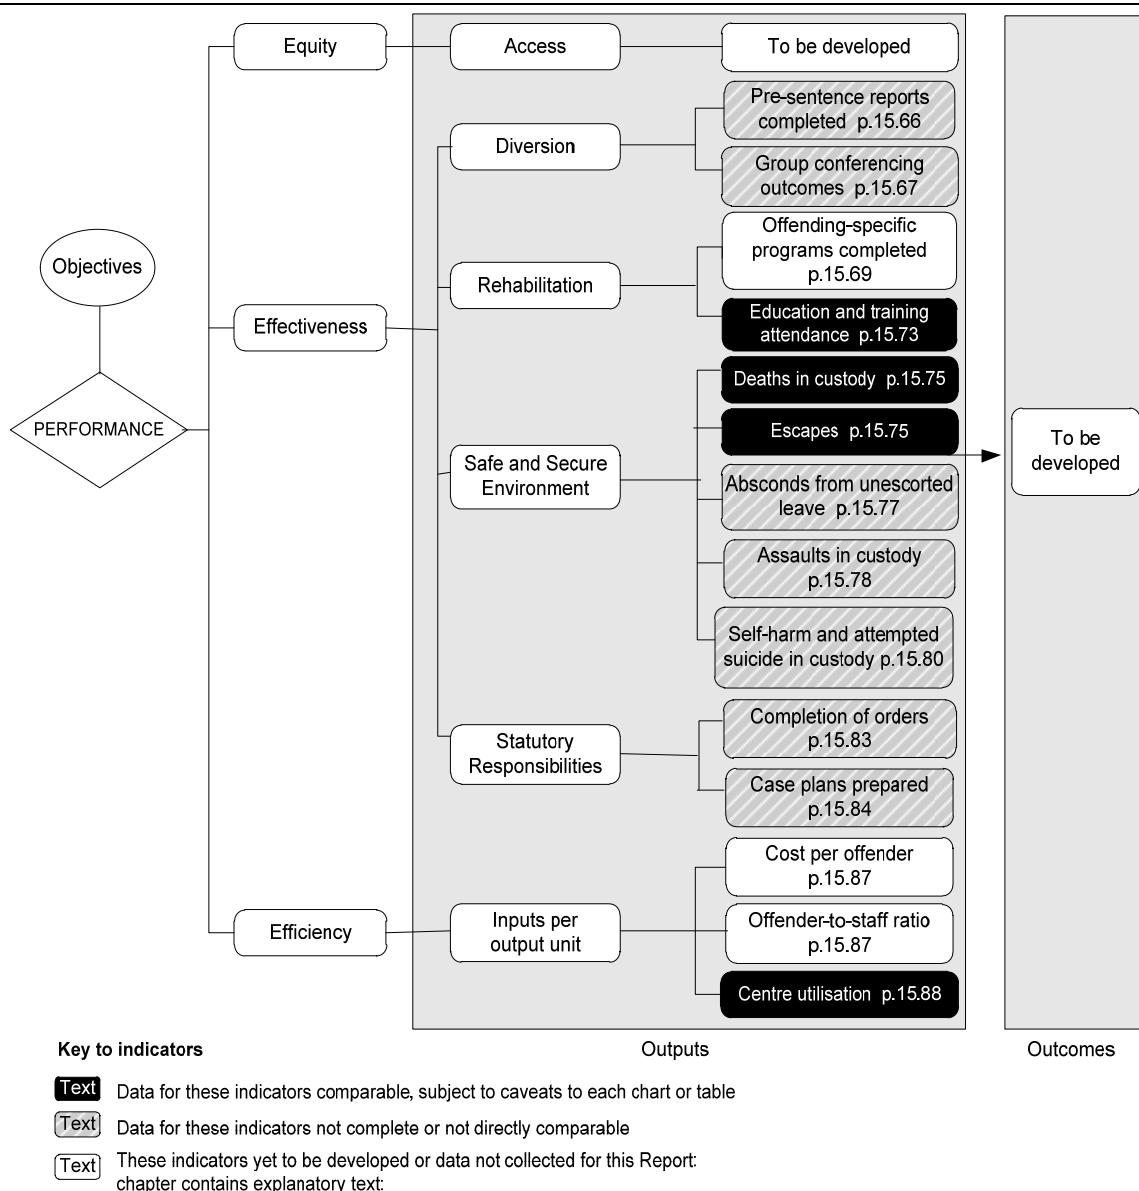 Equity
Access
To be developed
Pre-sentence reports
completed p.15.66
Diversion
Group conferencing
outcomes p.15.67
Offending-specific
programs completed
p.15.69
Objectives
Rehabilitation
Education and training
attendance p.15.73
Effectiveness
Deaths in custody p.15.75
Escapes p.15.75
PERFORMANCE
To be
developed
Safe and Secure
Environment
Absconds from unescorted
leave p.15.77
Assaults in custody
p.15.78
Self-harm and attempted
suicide in custody p.15.80
Completion of orders
p.15.83
Statutory
Responsibilities
Case plans prepared
p.15.84
Cost per offender
p.15.87
Efficiency
Inputs per
output unit
Offender-to-staff ratio
p.15.87
Centre utilisation p.15.88
Key to indicators
Outputs
Outcomes
Text Data for these indicators comparable, subject to caveats to each chart or table
Text Data for these indicators not complete or not directly comparable
Text These indicators yet to be developed or data not collected for this Report:
chapter contains explanatory text: